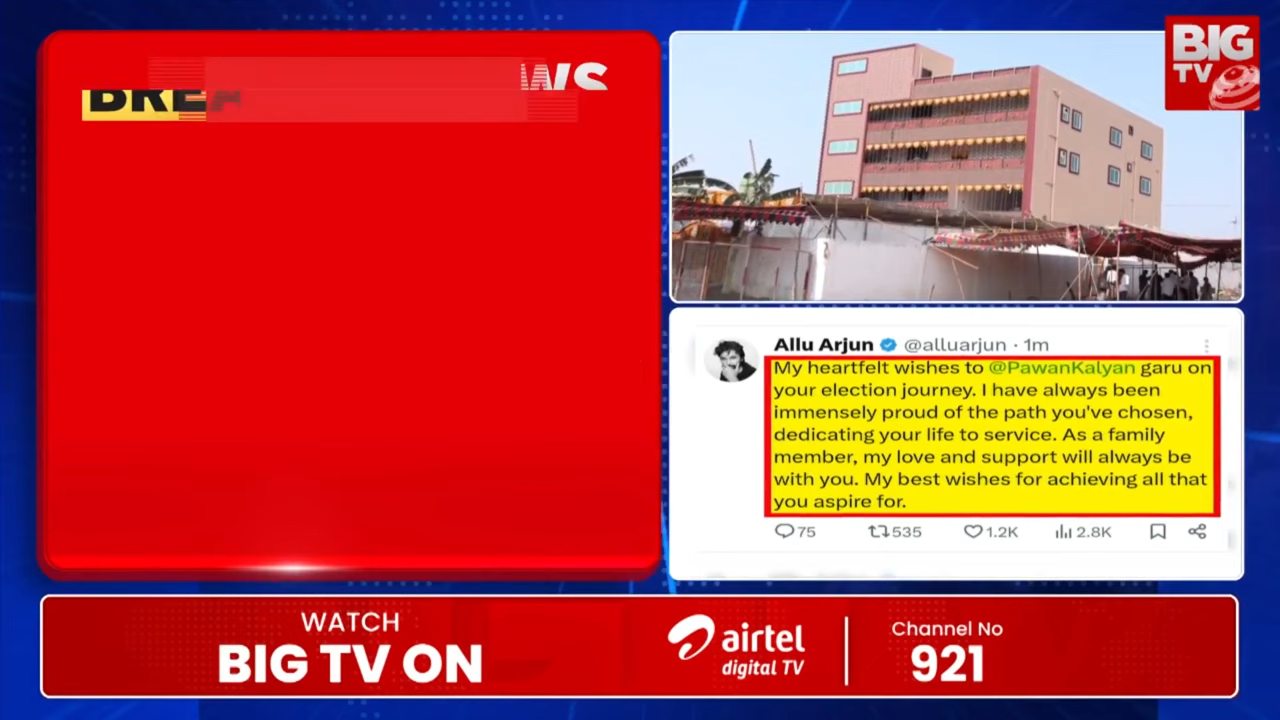 BIG
TV
Allu Arjun @alluarjun · 1m
My heartfelt wishes to @PawanKalyan garu on
your election journey. I have always been
immensely proud of the path you've chosen,
dedicating your life to service. As a family
member, my love and support will always be
with you. My best wishes for achieving all that
you aspire for.
75 535 1.2K 2.8K
WATCH
BIG TV ON
airtel
digital TV
Channel No
921